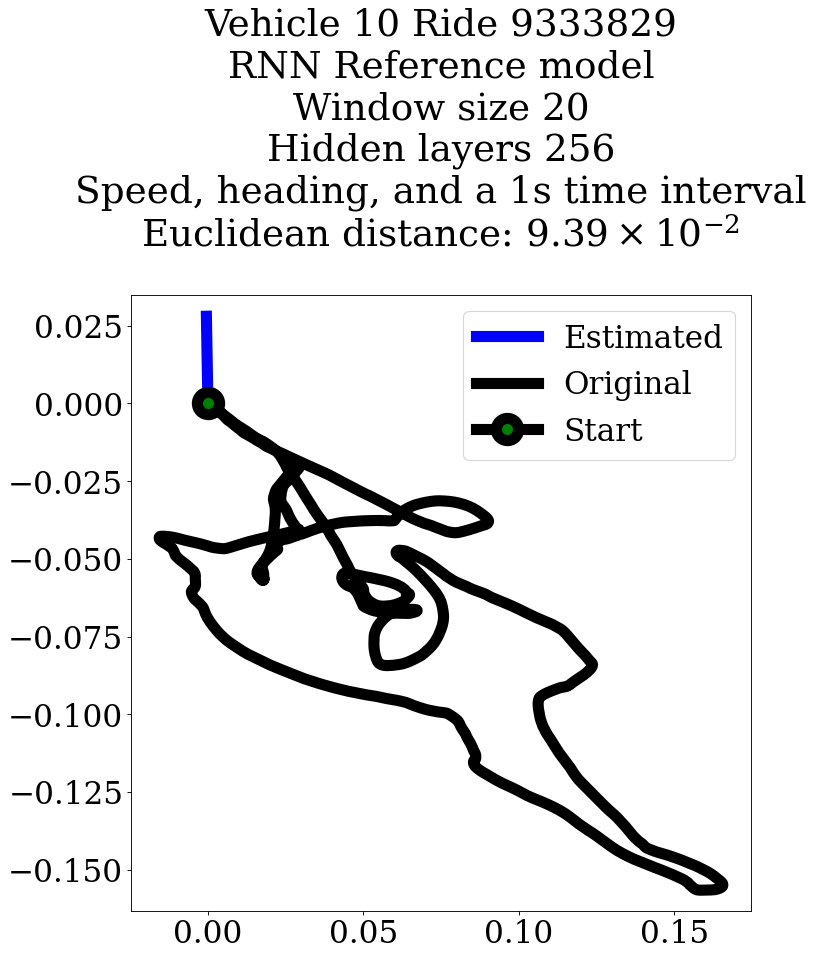 Vehicle 10 Ride 9333829
RNN Reference model
Window size 20
Hidden layers 256
Speed, heading, and a 1s time interval
Euclidean distance: 9.39 × 10⁻²
Estimated
Original
Start
0.025
0.000
−0.025
−0.050
−0.075
−0.100
−0.125
−0.150
0.00 0.05 0.10 0.15